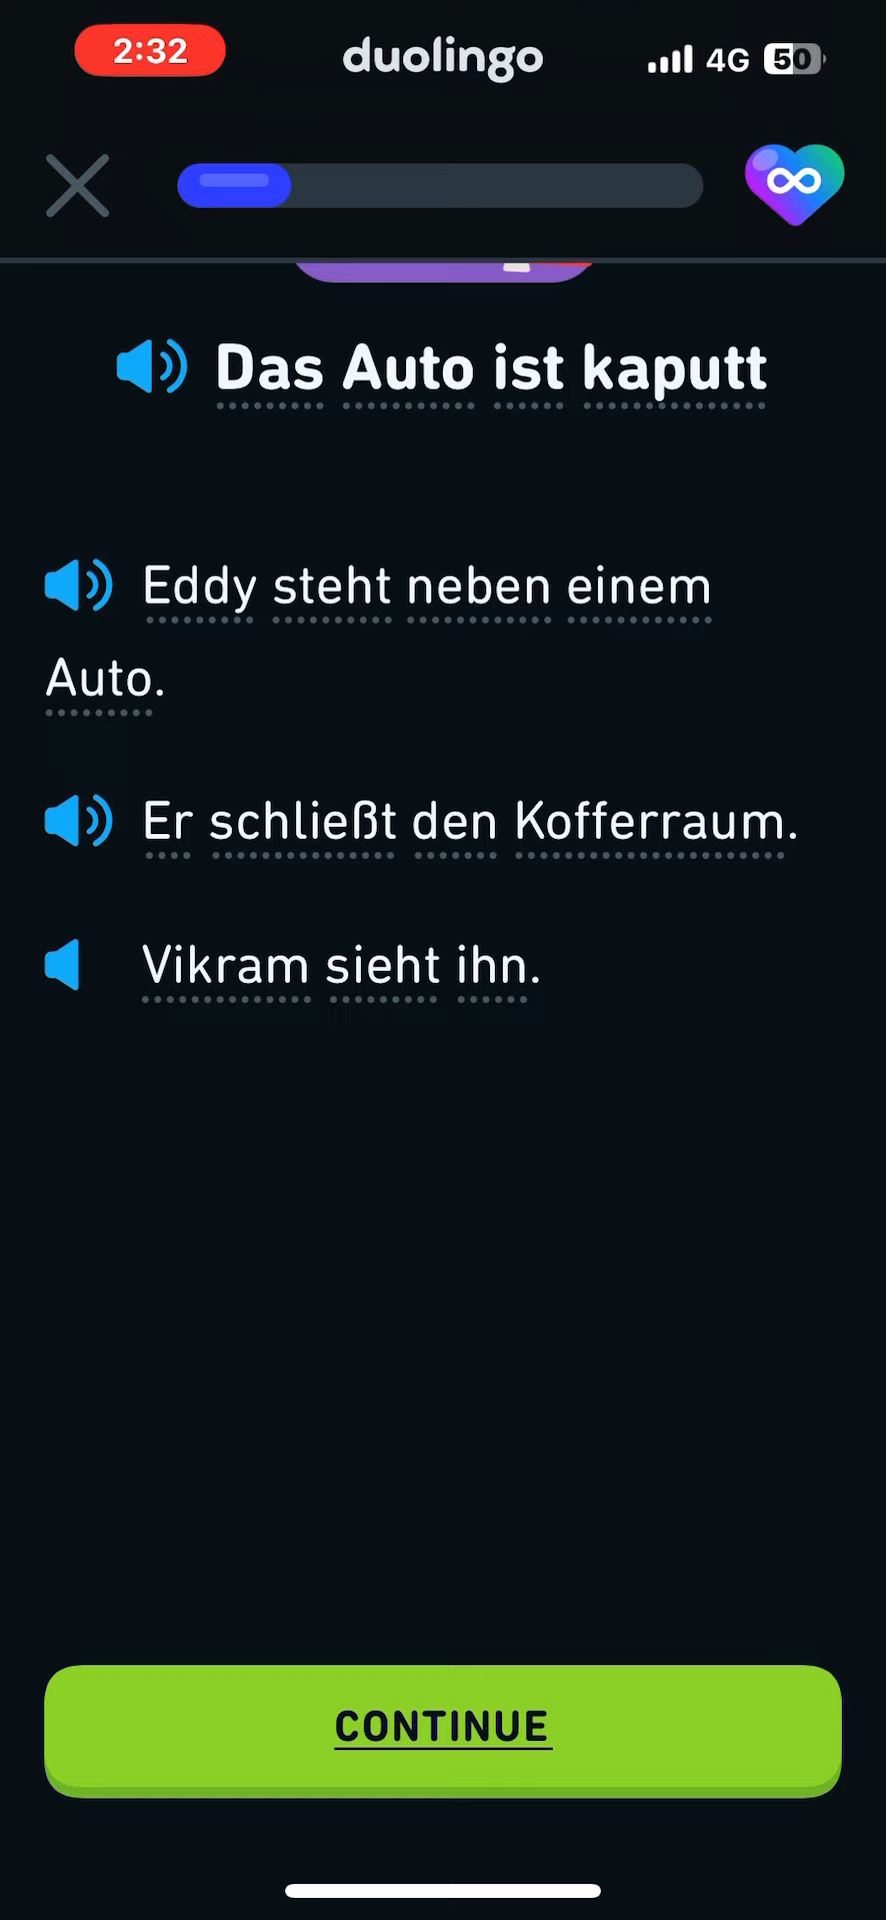 2:32
duolingo
4G
50
Das Auto ist kaputt
Eddy steht neben einem
Auto.
Er schließt den Kofferraum.
Vikram sieht ihn.
CONTINUE